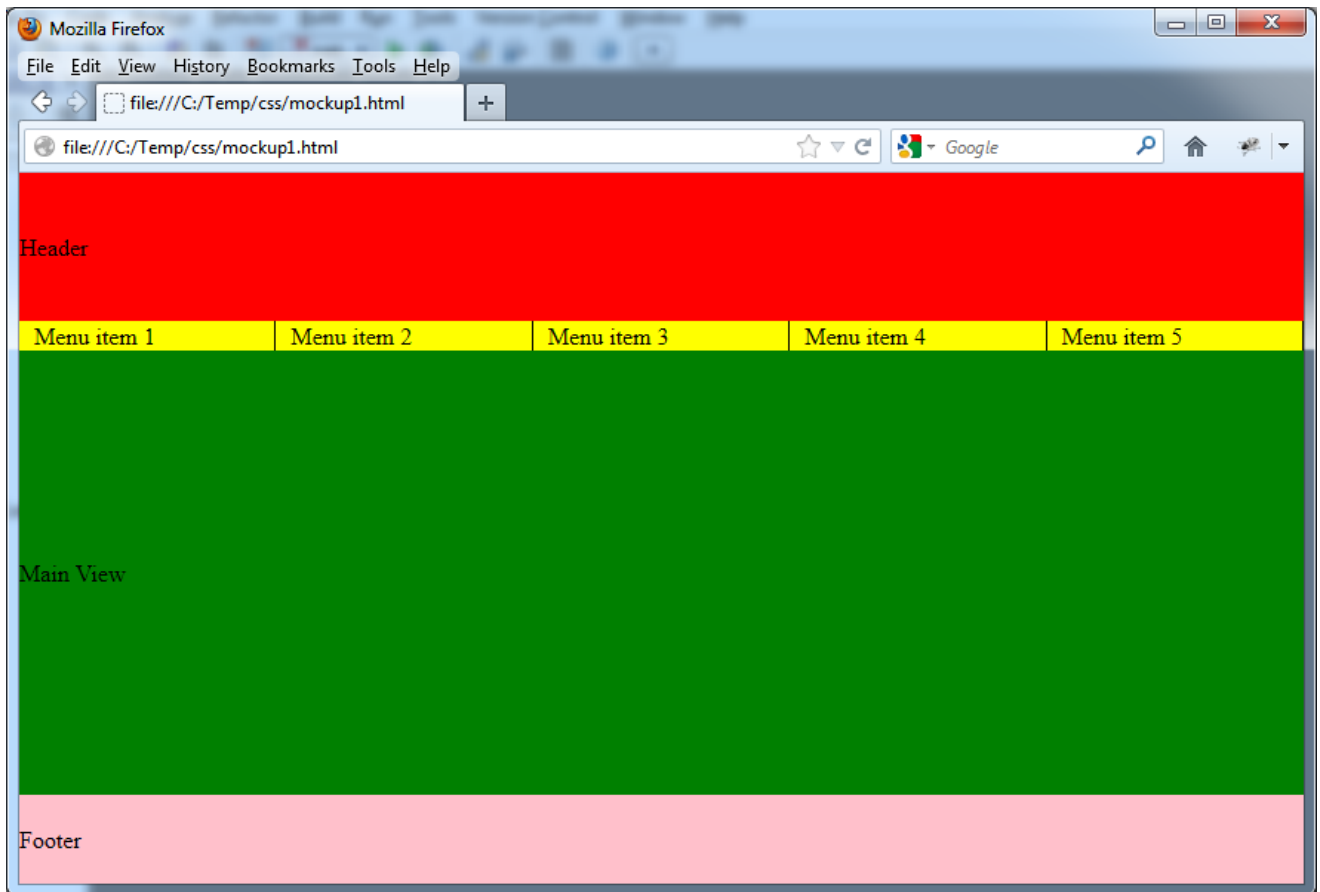 Mozilla Firefox
File Edit View History Bookmarks Tools Help
file:///C:/Temp/css/mockup1.html
file:///C:/Temp/css/mockup1.html Google
Header
Menu item 1 Menu item 2 Menu item 3 Menu item 4 Menu item 5
Main View
Footer